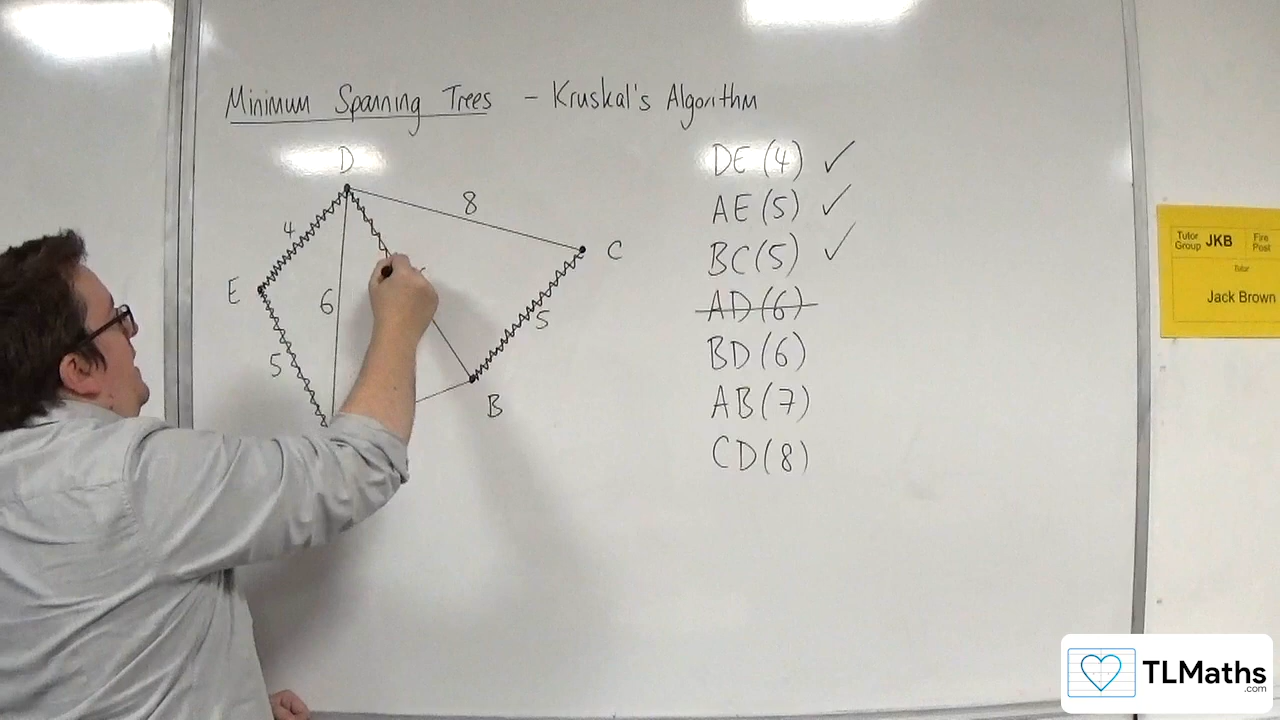 Minimum Spanning Trees - Kruskal's Algorithm
D
8
4
C
E
6
5
5
B
DE (4) ✓
AE (5) ✓
BC (5) ✓
AD (6)
BD (6)
AB (7)
CD (8)
Tutor Group JKB Fire Post
Tutor
Jack Brown
TLMaths
.com